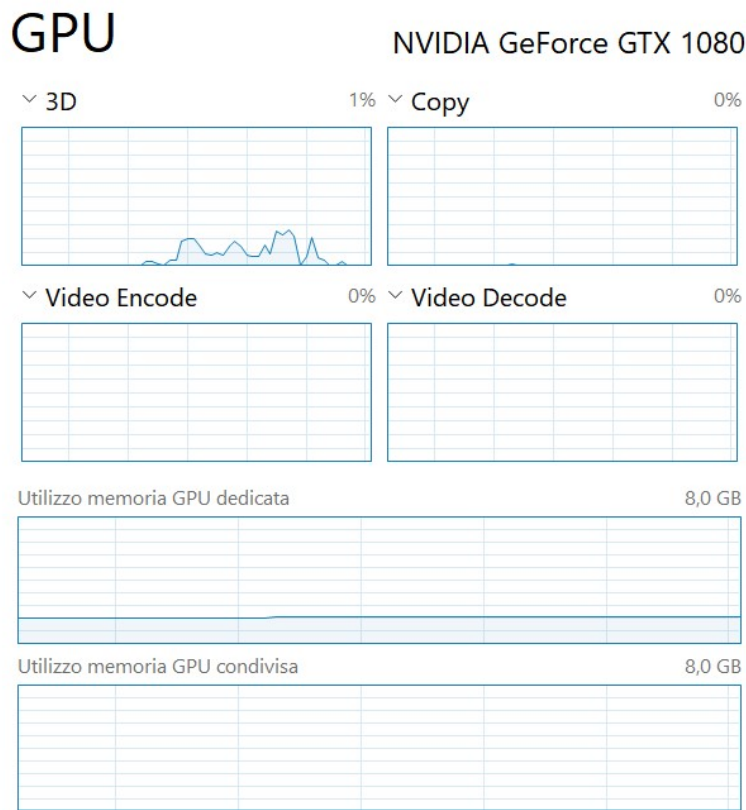 GPU NVIDIA GeForce GTX 1080
3D 1% Copy 0%
Video Encode 0% Video Decode 0%
Utilizzo memoria GPU dedicata 8,0 GB
Utilizzo memoria GPU condivisa 8,0 GB